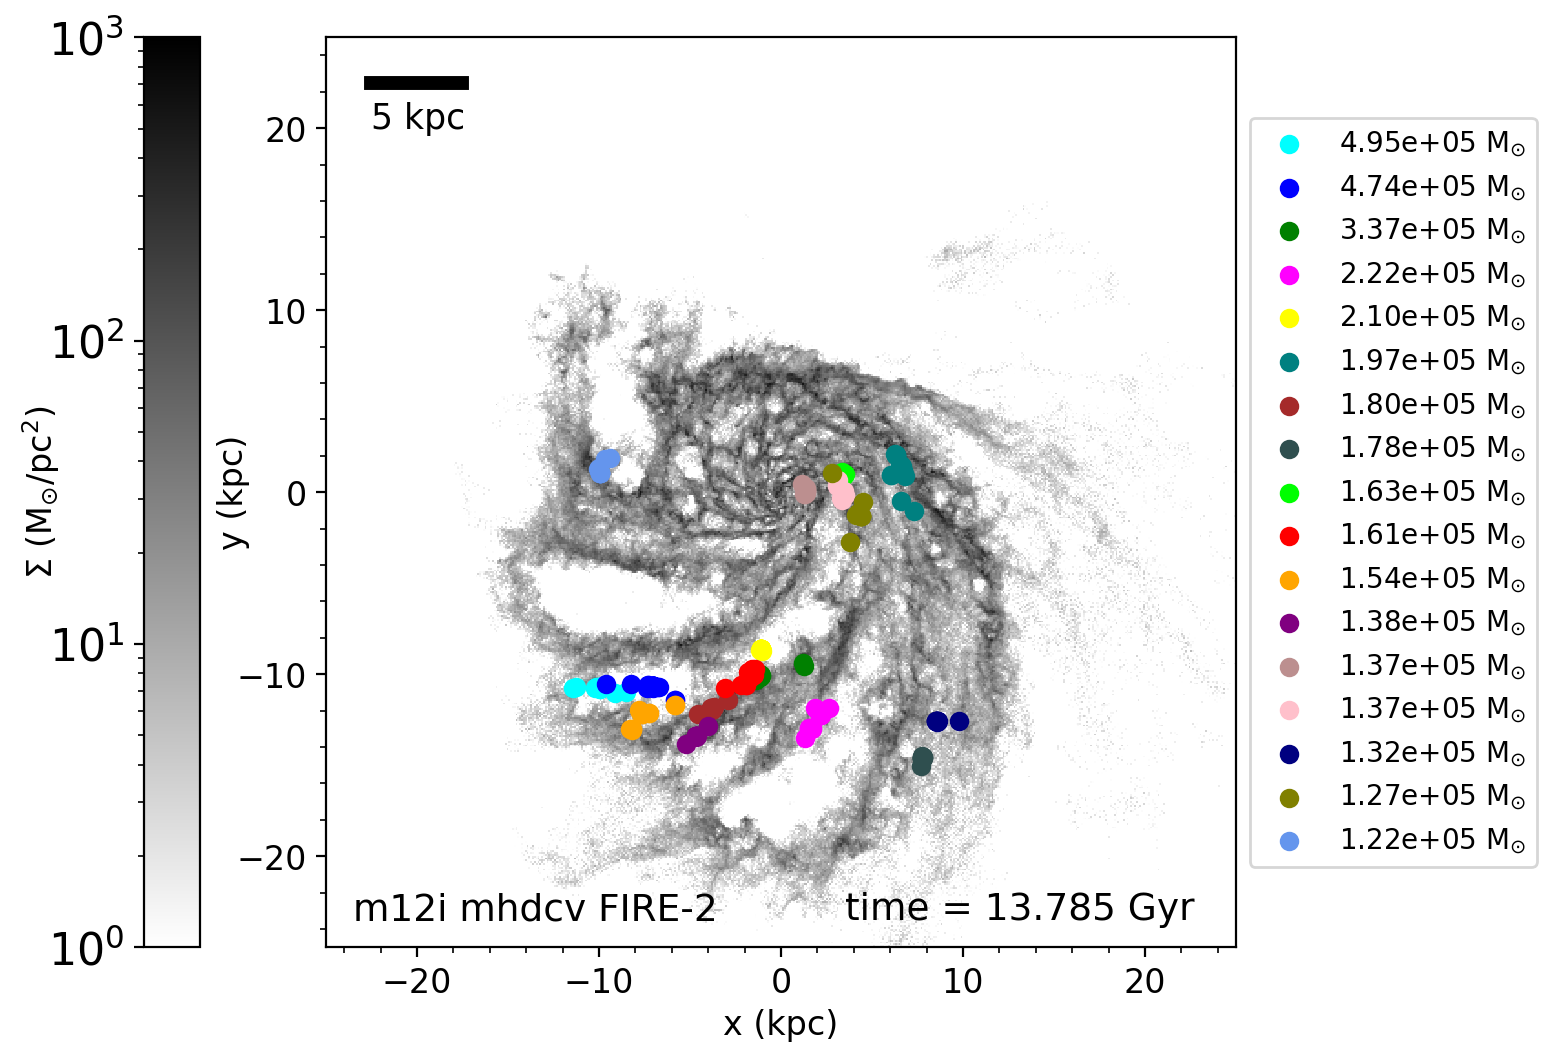 10³
10²
10¹
10⁰
Σ (M⊙/pc²)
20
10
0
−10
−20
y (kpc)
5 kpc
m12i mhdcv FIRE-2
time = 13.785 Gyr
−20
−10
0
10
20
x (kpc)
4.95e+05 M⊙
4.74e+05 M⊙
3.37e+05 M⊙
2.22e+05 M⊙
2.10e+05 M⊙
1.97e+05 M⊙
1.80e+05 M⊙
1.78e+05 M⊙
1.63e+05 M⊙
1.61e+05 M⊙
1.54e+05 M⊙
1.38e+05 M⊙
1.37e+05 M⊙
1.37e+05 M⊙
1.32e+05 M⊙
1.27e+05 M⊙
1.22e+05 M⊙